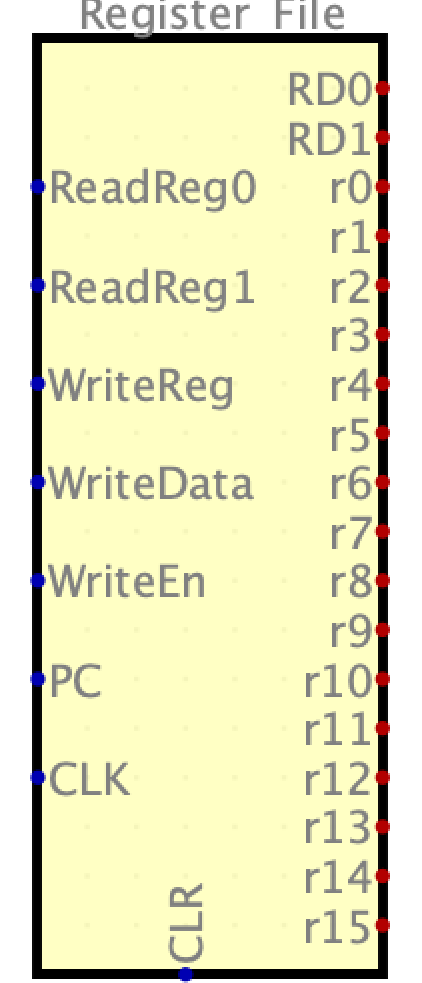 Register File
RD0
RD1
ReadReg0 r0
r1
ReadReg1 r2
r3
WriteReg r4
r5
WriteData r6
r7
WriteEn r8
r9
PC r10
r11
CLK r12
r13
r14
r15
CLR